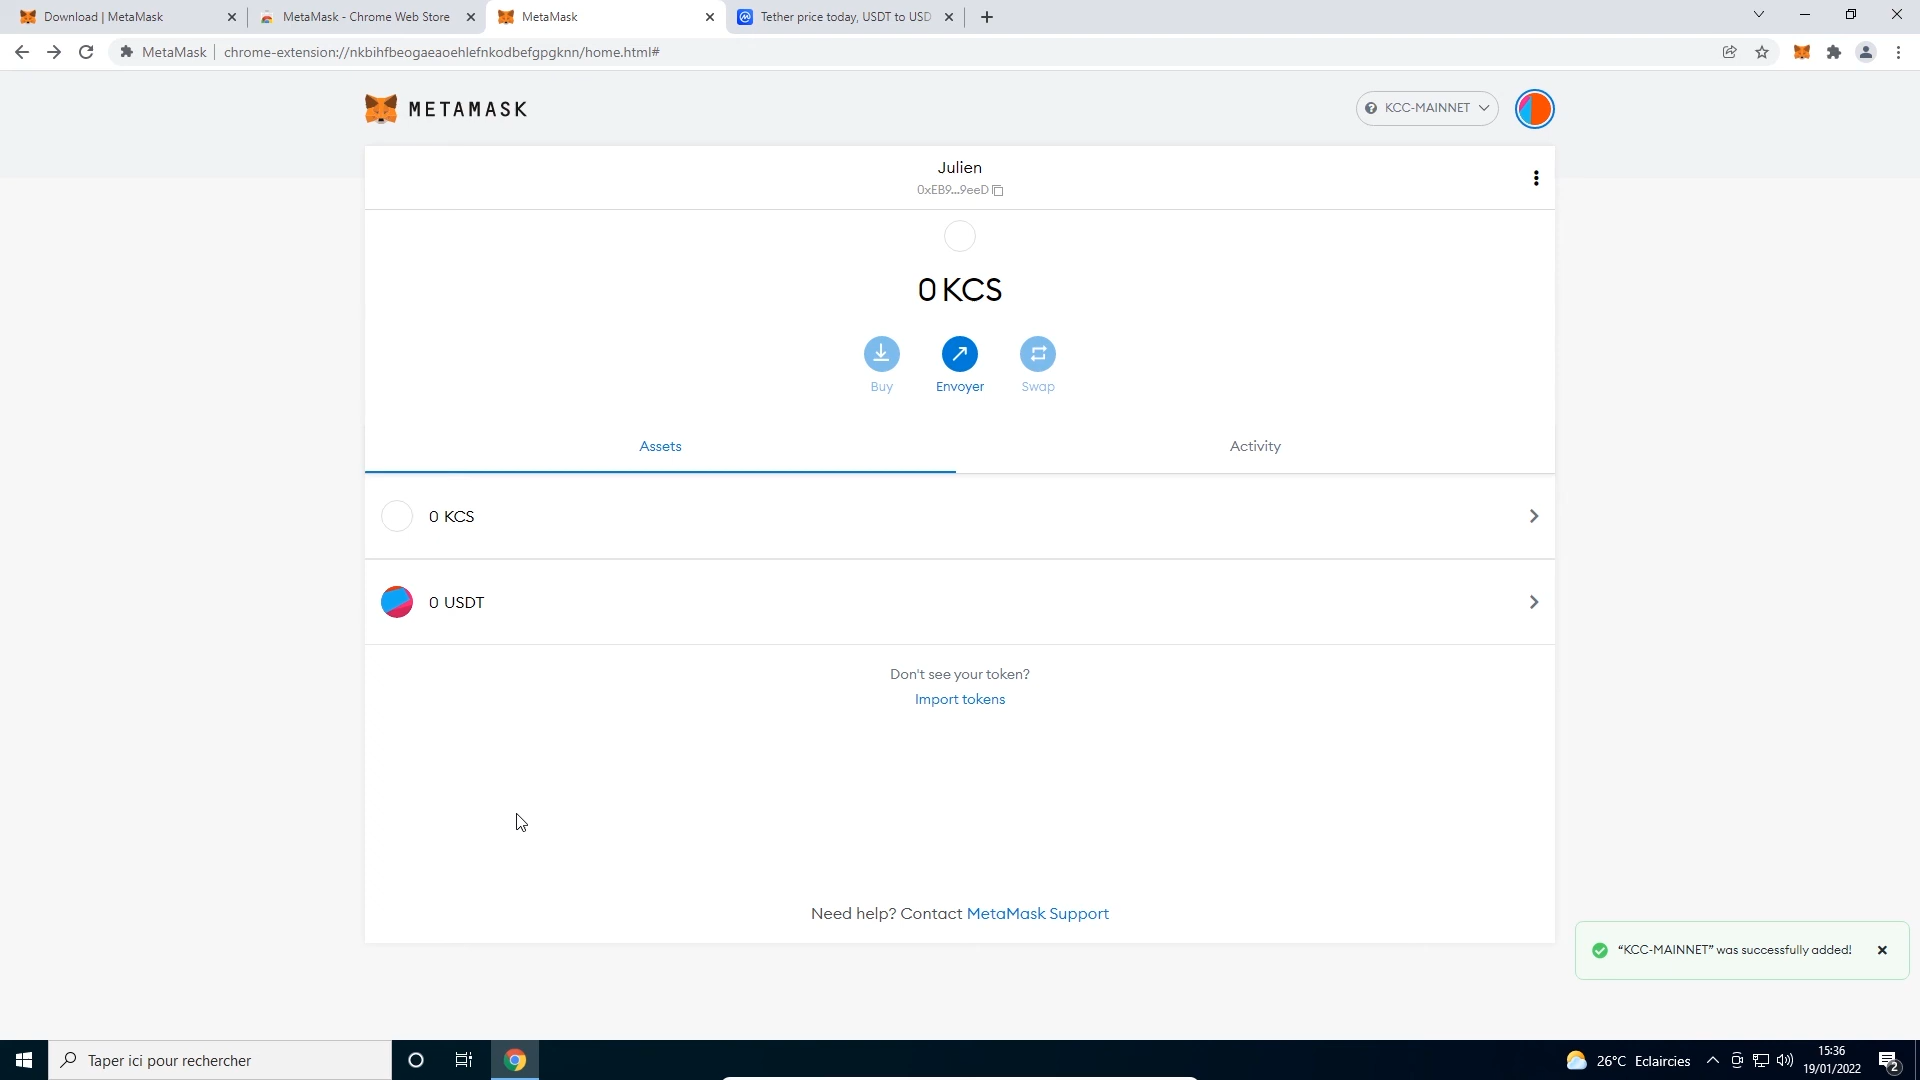 Download | MetaMask
MetaMask - Chrome Web Store
MetaMask
Tether price today, USDT to USD
MetaMask
chrome-extension://nkbihfbeogaeaoehlefnkodbefgpgknn/home.html#
METAMASK
KCC-MAINNET
Julien
0xEB9...9eeD
0 KCS
Buy
Envoyer
Swap
Assets
Activity
0 KCS
0 USDT
Don't see your token?
Import tokens
Need help? Contact MetaMask Support
“KCC-MAINNET” was successfully added!
Taper ici pour rechercher
26°C Eclaircies
15:36
19/01/2022
2